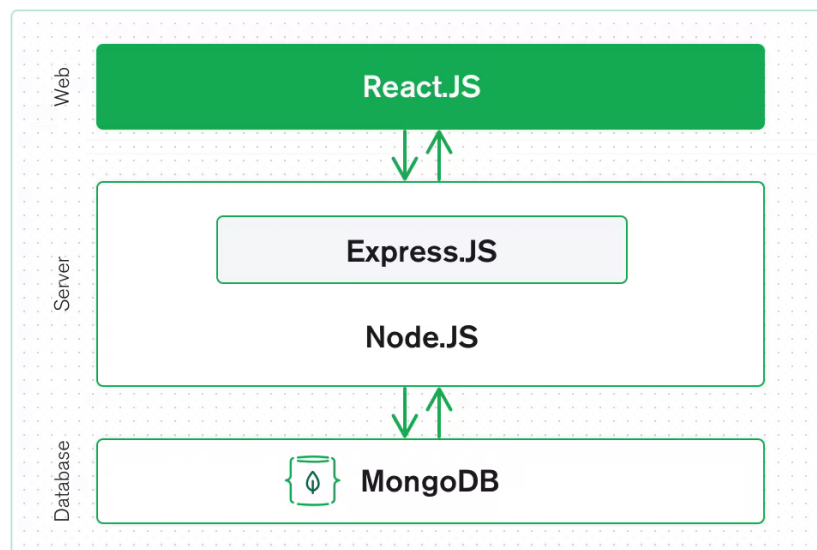 Web
React.JS
Server
Express.JS
Node.JS
Database
MongoDB